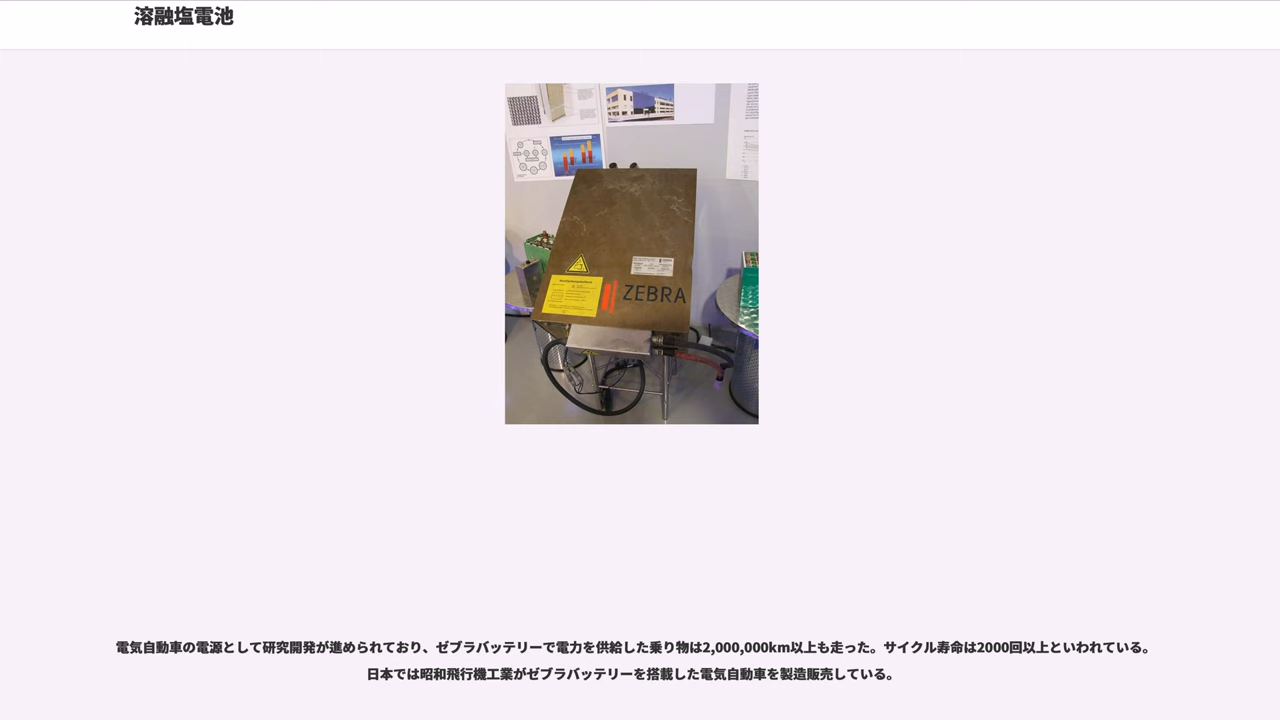 溶融塩電池
ZEBRA
電気自動車の電源として研究開発が進められており、ゼブラバッテリーで電力を供給した乗り物は2,000,000km以上も走った。サイクル寿命は2000回以上といわれている。
日本では昭和飛行機工業がゼブラバッテリーを搭載した電気自動車を製造販売している。